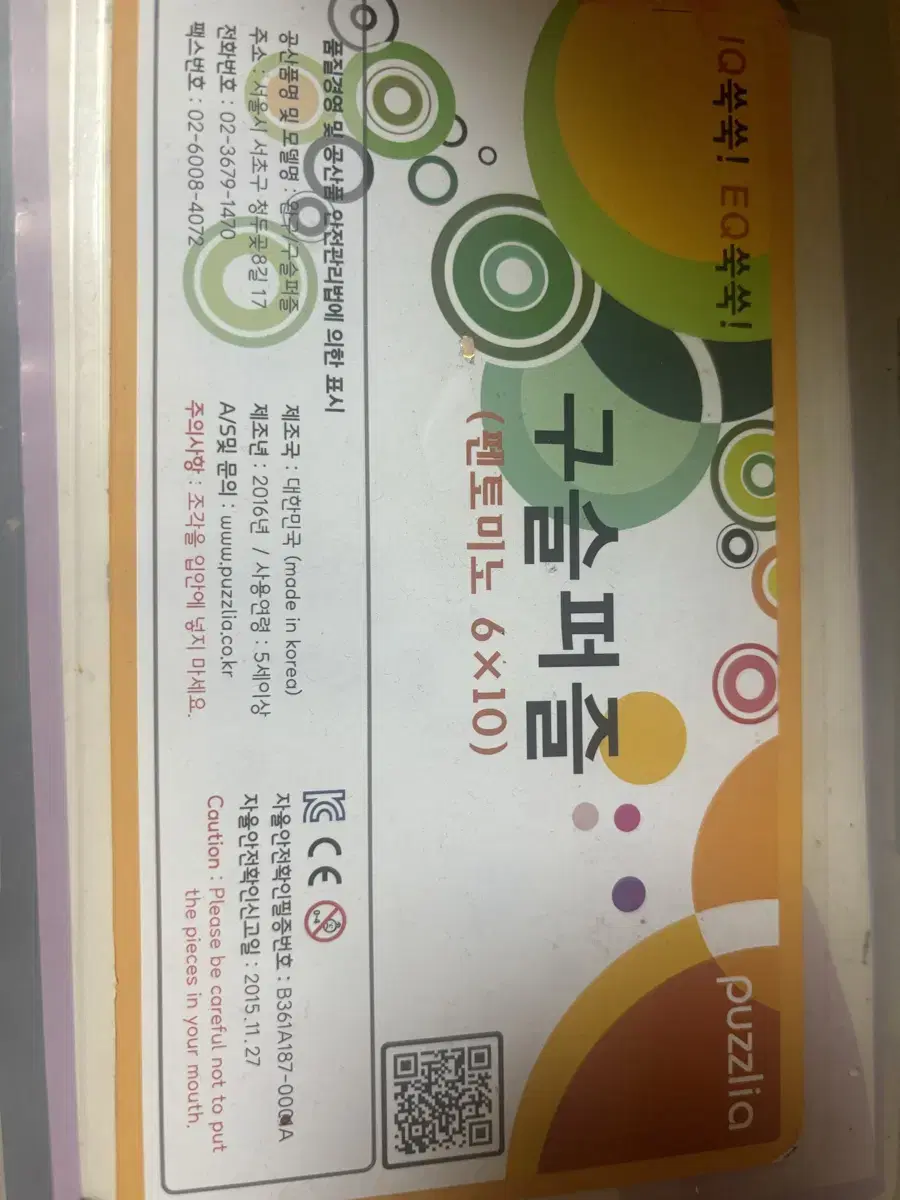 IQ쑥쑥! EQ쑥쑥!
puzzlia
구슬퍼즐
(펜토미노 6×10)
품질경영 및 공산품 안전관리법에 의한 표시
공산품명 및 모델명 : 완구/구슬퍼즐
주소 : 서울시 서초구 청두곶8길 17
전화번호 : 02-3679-1470
팩스번호 : 02-6008-4072
제조국 : 대한민국 (made in korea)
제조년 : 2016년 / 사용연령 : 5세이상
A/S및 문의 : www.puzzlia.co.kr
주의사항 : 조각을 입안에 넣지 마세요.
CE
0-4
자율안전확인필증번호 : B361A187-0001A
자율안전확인신고일 : 2015.11.27
Caution : Please be careful not to put
the pieces in your mouth.